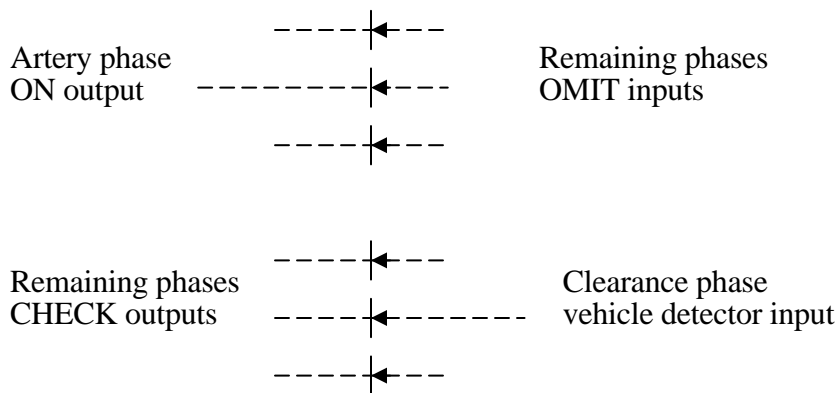 Artery phase
ON output
Remaining phases
OMIT inputs
Remaining phases
CHECK outputs
Clearance phase
vehicle detector input